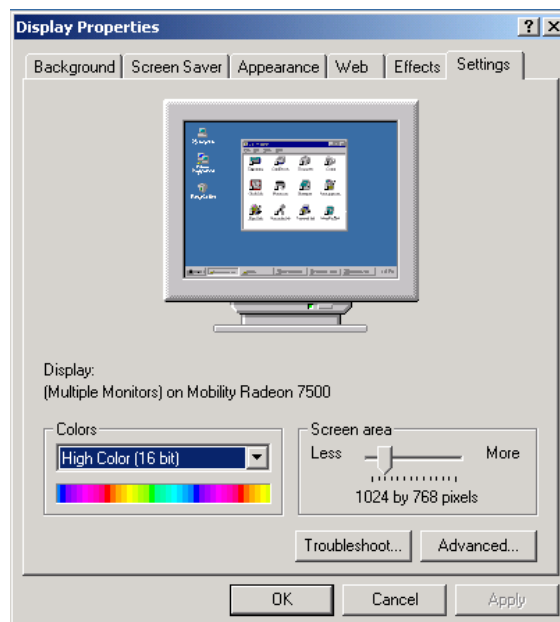 Display Properties
Background Screen Saver Appearance Web Effects Settings
Display:
(Multiple Monitors) on Mobility Radeon 7500
Colors
High Color (16 bit)
Screen area
Less More
1024 by 768 pixels
Troubleshoot... Advanced...
OK Cancel Apply